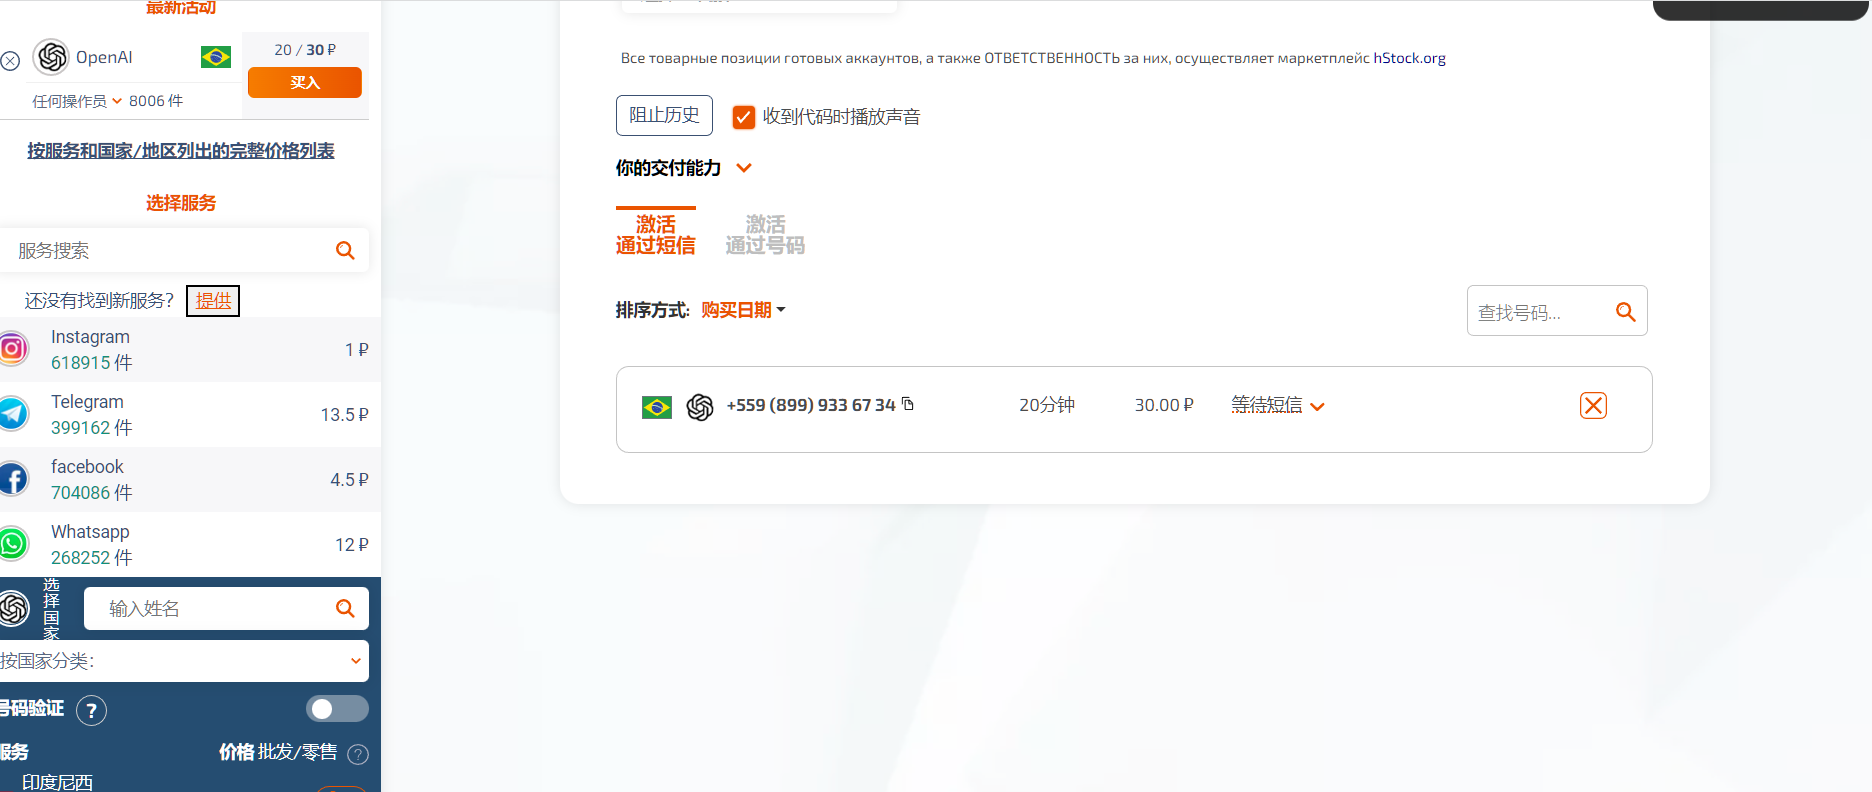 最新活动
OpenAI
20 / 30 ₽
买入
任何操作员 8006 件
按服务和国家/地区列出的完整价格列表
选择服务
服务搜索
还没有找到新服务? 提供
Instagram
618915 件
1 ₽
Telegram
399162 件
13.5 ₽
facebook
704086 件
4.5 ₽
Whatsapp
268252 件
12 ₽
选择国家
输入姓名
按国家分类:
号码验证 ?
服务
价格 批发/零售 ?
印度尼西
Все товарные позиции готовых аккаунтов, а также ОТВЕТСТВЕННОСТЬ за них, осуществляет маркетплейс hStock.org
阻止历史
收到代码时播放声音
你的交付能力
激活
通过短信
激活
通过号码
排序方式: 购买日期
查找号码...
+559 (899) 933 67 34
20分钟
30.00 ₽
等待短信